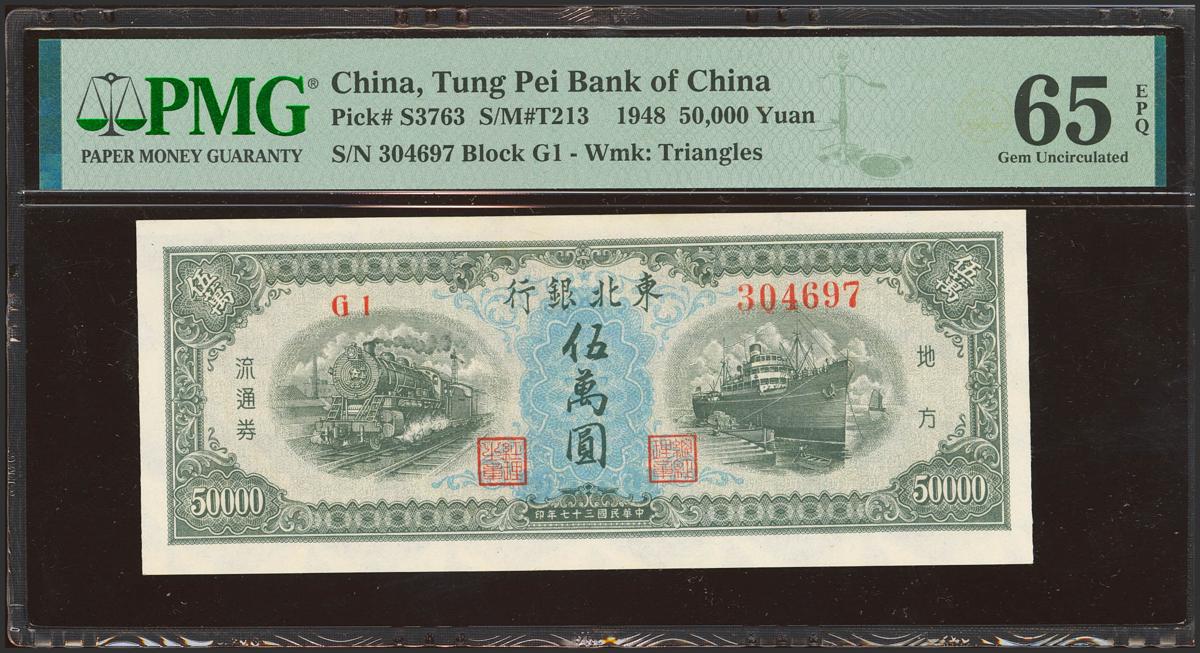 PMG®
PAPER MONEY GUARANTY
China, Tung Pei Bank of China
Pick# S3763 S/M#T213 1948 50,000 Yuan
S/N 304697 Block G1 - Wmk: Triangles
65
EPQ
Gem Uncirculated
伍萬
伍萬
行銀北東
G 1
304697
伍萬圓
地方
流通券
50000
50000
印年七十三國民華中